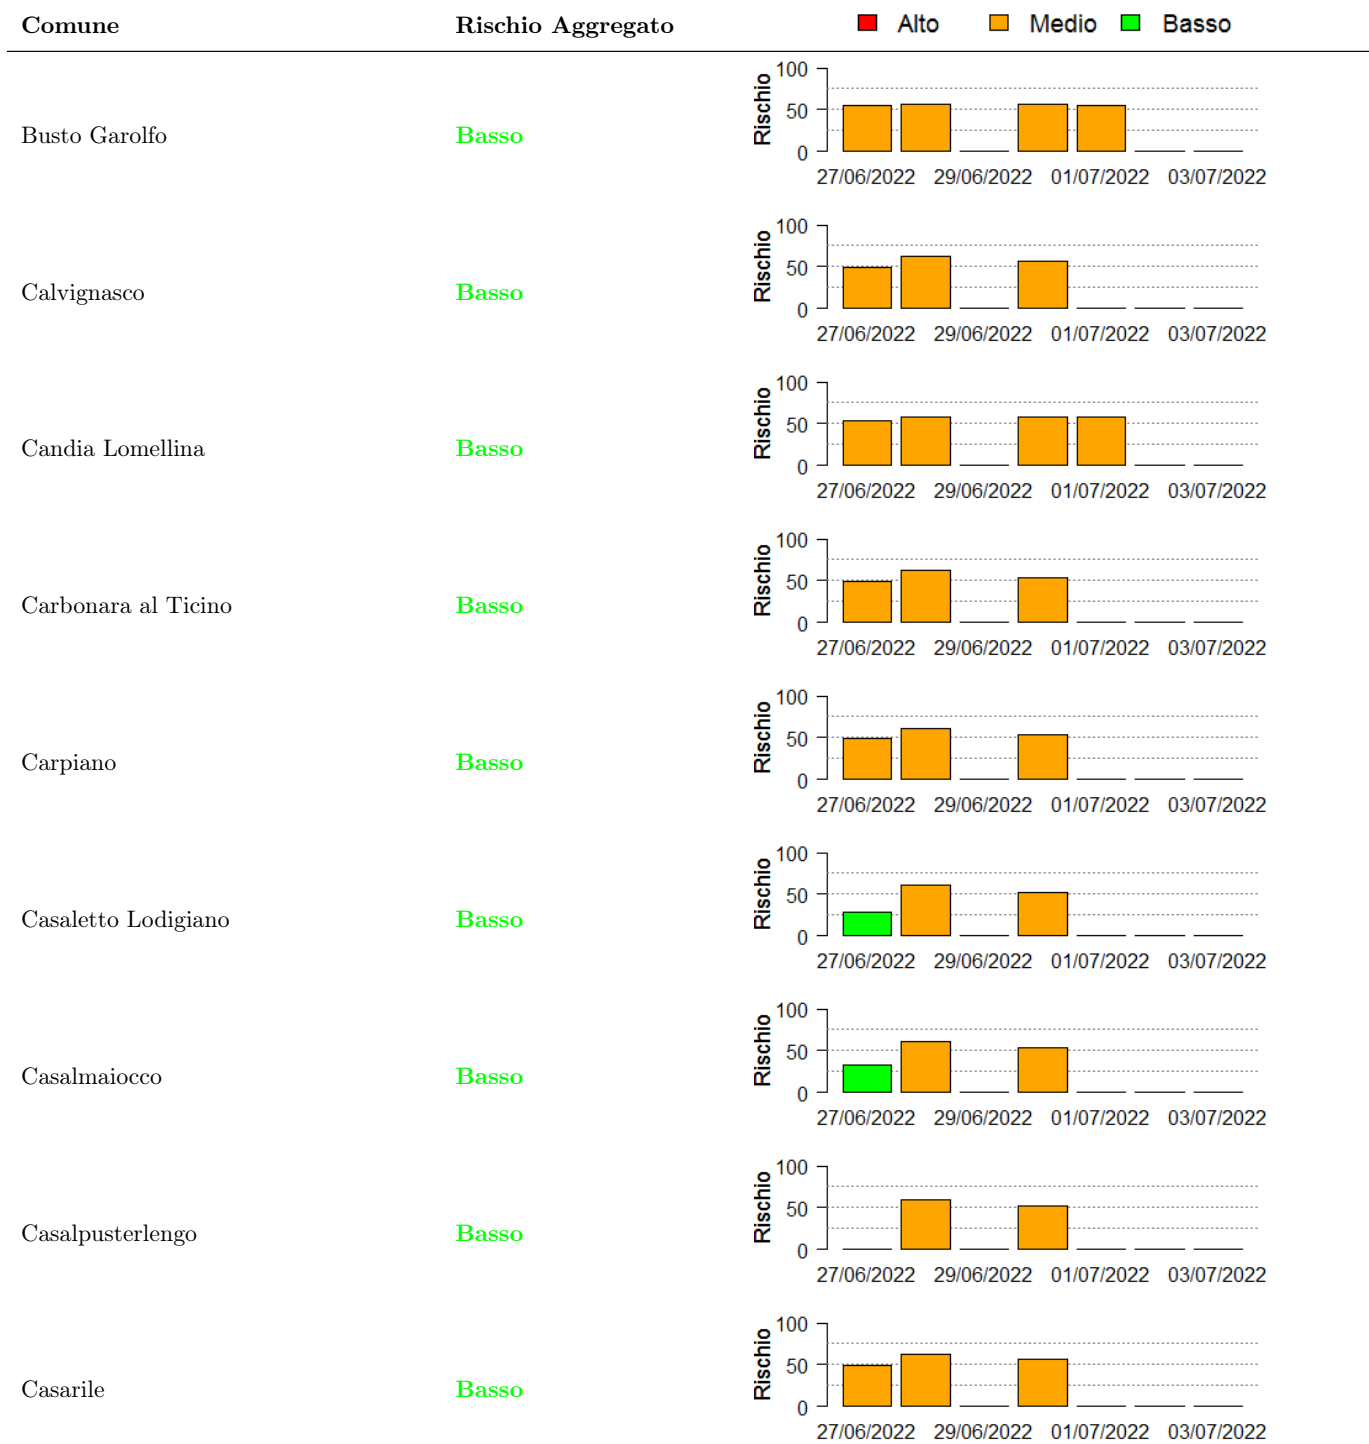 Comune Rischio Aggregato Alto Medio Basso
100
50
0
Rischio
Busto Garolfo Basso
27/06/2022 29/06/2022 01/07/2022 03/07/2022
100
50
0
Rischio
Calvignasco Basso
27/06/2022 29/06/2022 01/07/2022 03/07/2022
100
50
0
Rischio
Candia Lomellina Basso
27/06/2022 29/06/2022 01/07/2022 03/07/2022
100
50
0
Rischio
Carbonara al Ticino Basso
27/06/2022 29/06/2022 01/07/2022 03/07/2022
100
50
0
Rischio
Carpiano Basso
27/06/2022 29/06/2022 01/07/2022 03/07/2022
100
50
0
Rischio
Casaletto Lodigiano Basso
27/06/2022 29/06/2022 01/07/2022 03/07/2022
100
50
0
Rischio
Casalmaiocco Basso
27/06/2022 29/06/2022 01/07/2022 03/07/2022
100
50
0
Rischio
Casalpusterlengo Basso
27/06/2022 29/06/2022 01/07/2022 03/07/2022
100
50
0
Rischio
Casarile Basso
27/06/2022 29/06/2022 01/07/2022 03/07/2022